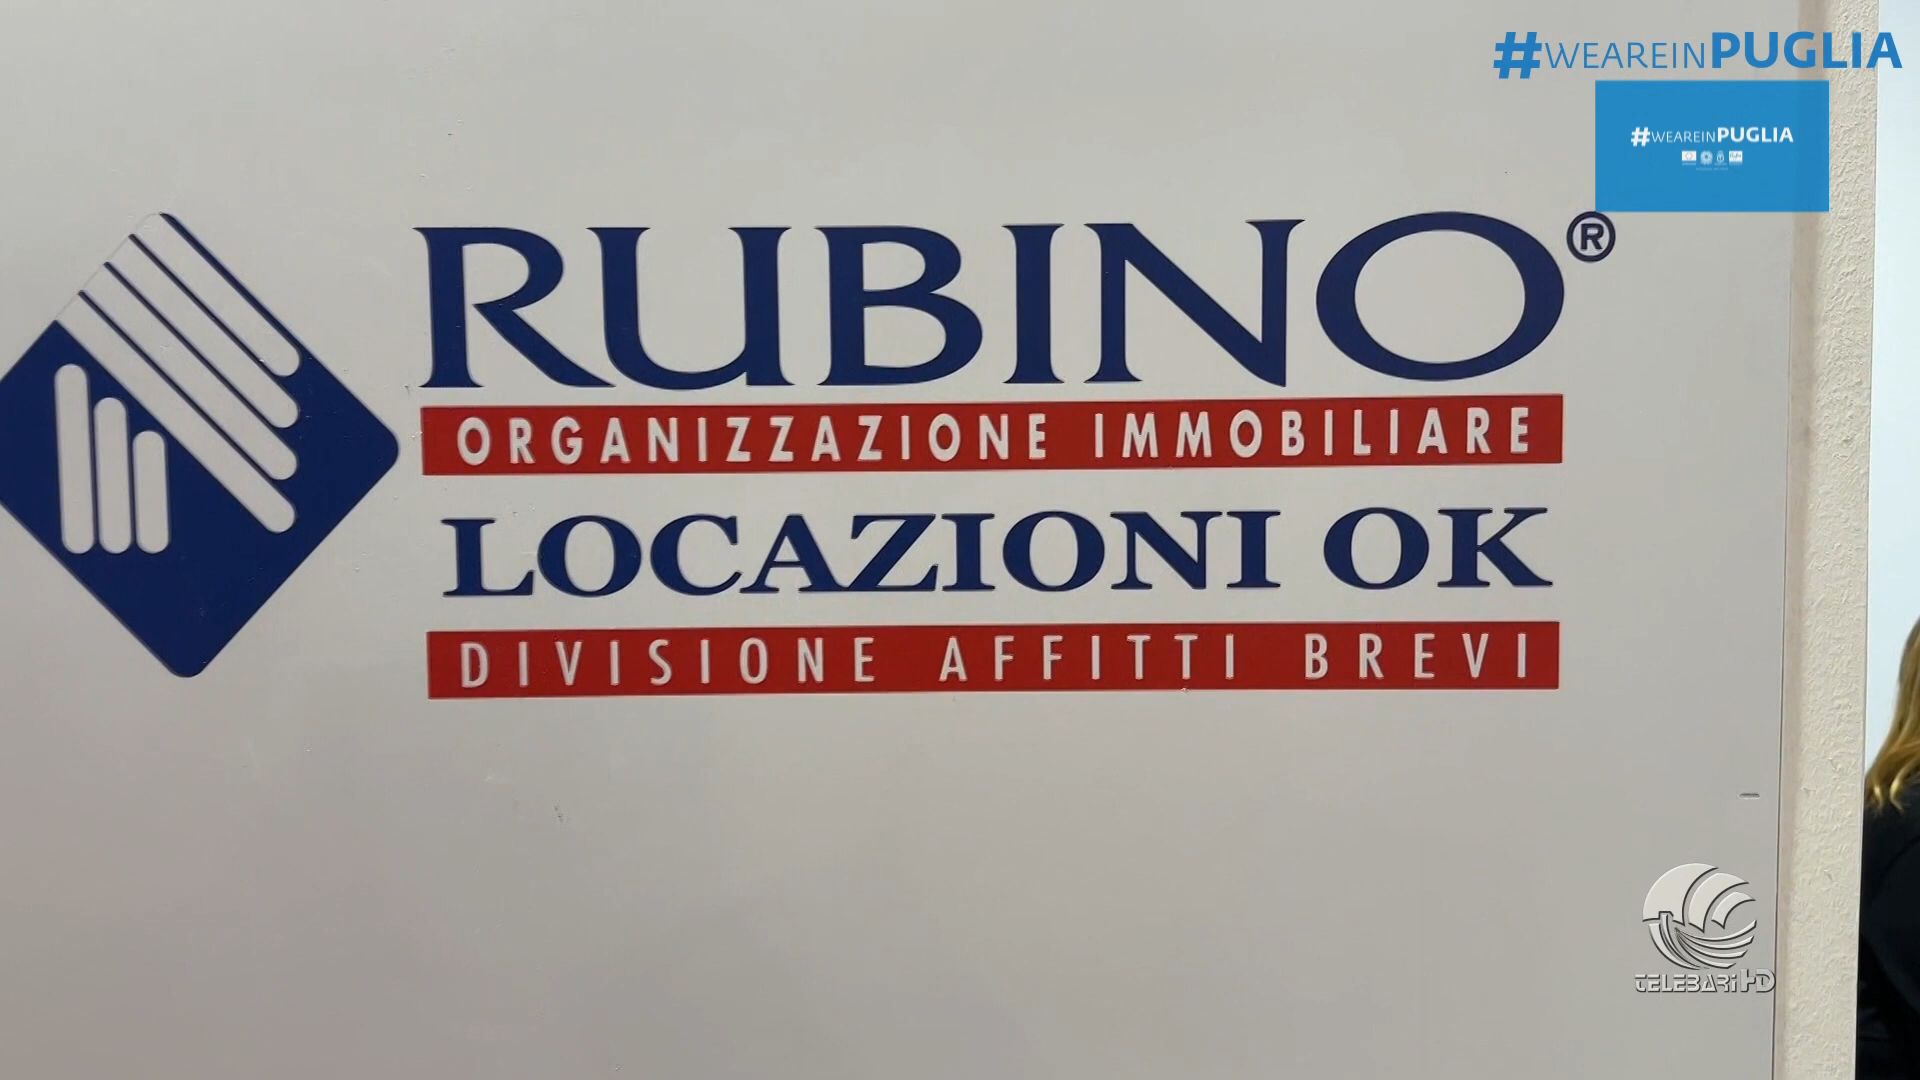 #WEAREINPUGLIA
#WEAREINPUGLIA
RUBINO®
ORGANIZZAZIONE IMMOBILIARE
LOCAZIONI OK
DIVISIONE AFFITTI BREVI
TELEBARI HD